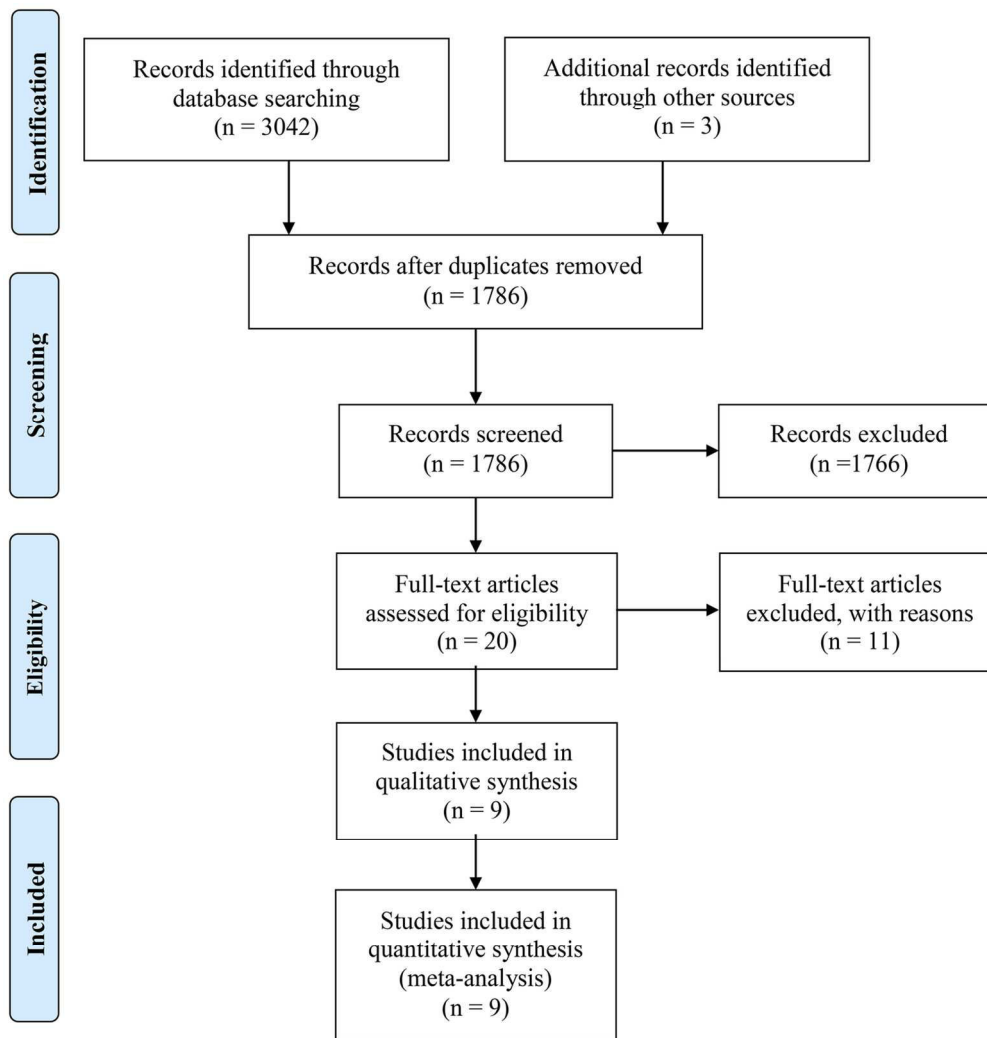 Identification
Records identified through
database searching
(n = 3042)
Additional records identified
through other sources
(n = 3)
Records after duplicates removed
(n = 1786)
Screening
Records screened
(n = 1786)
Records excluded
(n =1766)
Eligibility
Full-text articles
assessed for eligibility
(n = 20)
Full-text articles
excluded, with reasons
(n = 11)
Studies included in
qualitative synthesis
(n = 9)
Included
Studies included in
quantitative synthesis
(meta-analysis)
(n = 9)